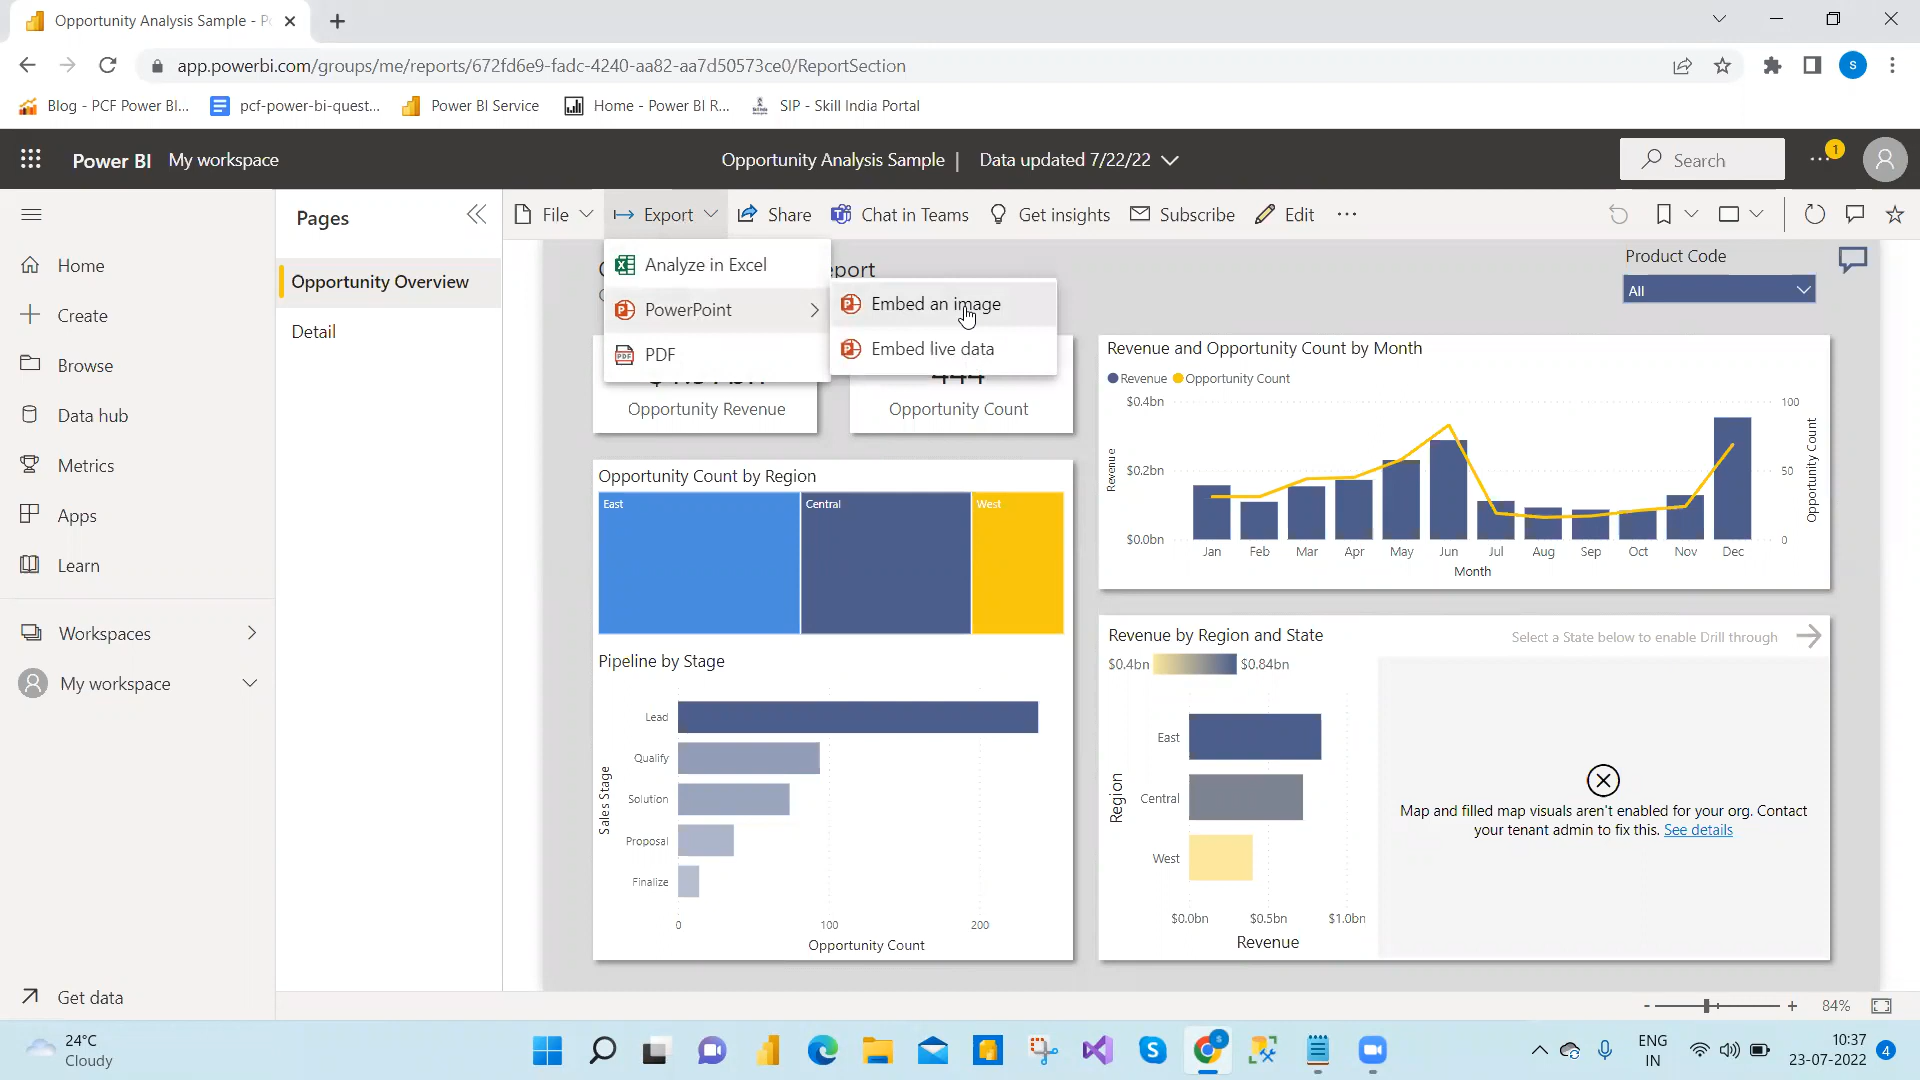 Opportunity Analysis Sample - Po
app.powerbi.com/groups/me/reports/672fd6e9-fadc-4240-aa82-aa7d50573ce0/ReportSection
S
Blog - PCF Power BI...
pcf-power-bi-quest...
Power BI Service
Home - Power BI R...
SIP - Skill India Portal
Power BI My workspace
Opportunity Analysis Sample | Data updated 7/22/22
Search
1
Pages
File
Export
Share
Chat in Teams
Get insights
Subscribe
Edit
Home
Create
Browse
Data hub
Metrics
Apps
Learn
Workspaces
My workspace
Get data
Opportunity Overview
Detail
Analyze in Excel
PowerPoint
PDF
Embed an image
Embed live data
Product Code
All
Opportunity Revenue
444
Opportunity Count
Revenue and Opportunity Count by Month
Revenue Opportunity Count
$0.4bn
$0.2bn
$0.0bn
Revenue
100
50
0
Opportunity Count
Jan Feb Mar Apr May Jun Jul Aug Sep Oct Nov Dec
Month
Opportunity Count by Region
East
Central
West
Pipeline by Stage
Sales Stage
Lead
Qualify
Solution
Proposal
Finalize
0 100 200
Opportunity Count
Revenue by Region and State
Select a State below to enable Drill through
$0.4bn $0.84bn
Region
East
Central
West
$0.0bn $0.5bn $1.0bn
Revenue
Map and filled map visuals aren't enabled for your org. Contact
your tenant admin to fix this. See details
- + 84%
24°C
Cloudy
ENG
IN
10:37
23-07-2022
4